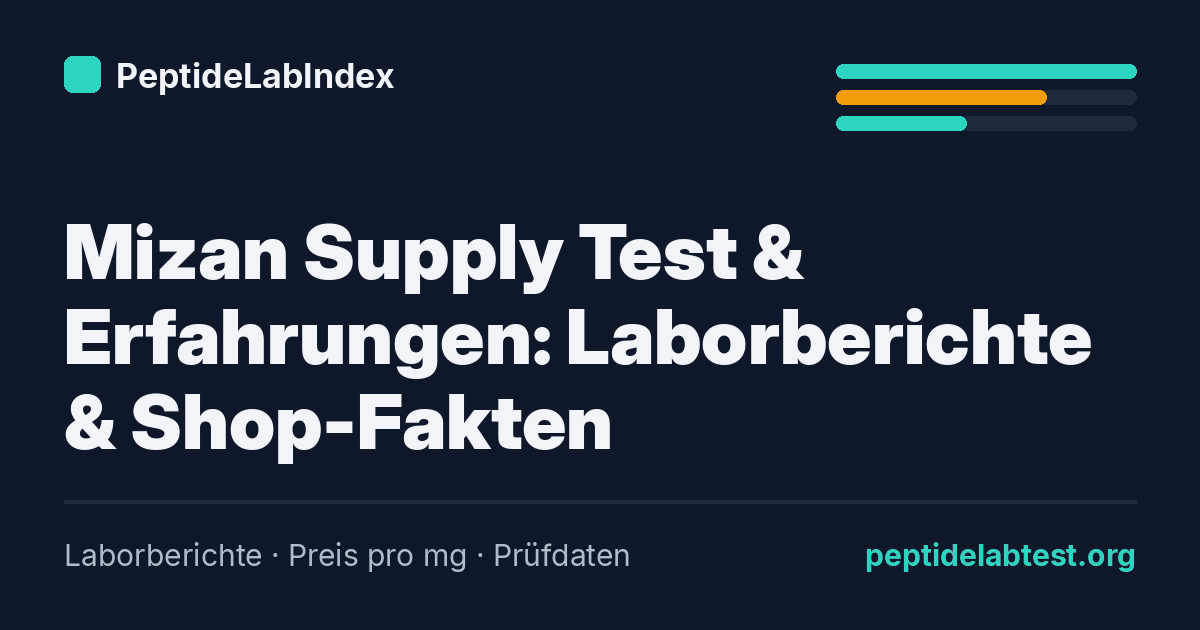 PeptideLabIndex
Mizan Supply Test &
Erfahrungen: Laborberichte
& Shop-Fakten
Laborberichte · Preis pro mg · Prüfdaten
peptidelabtest.org